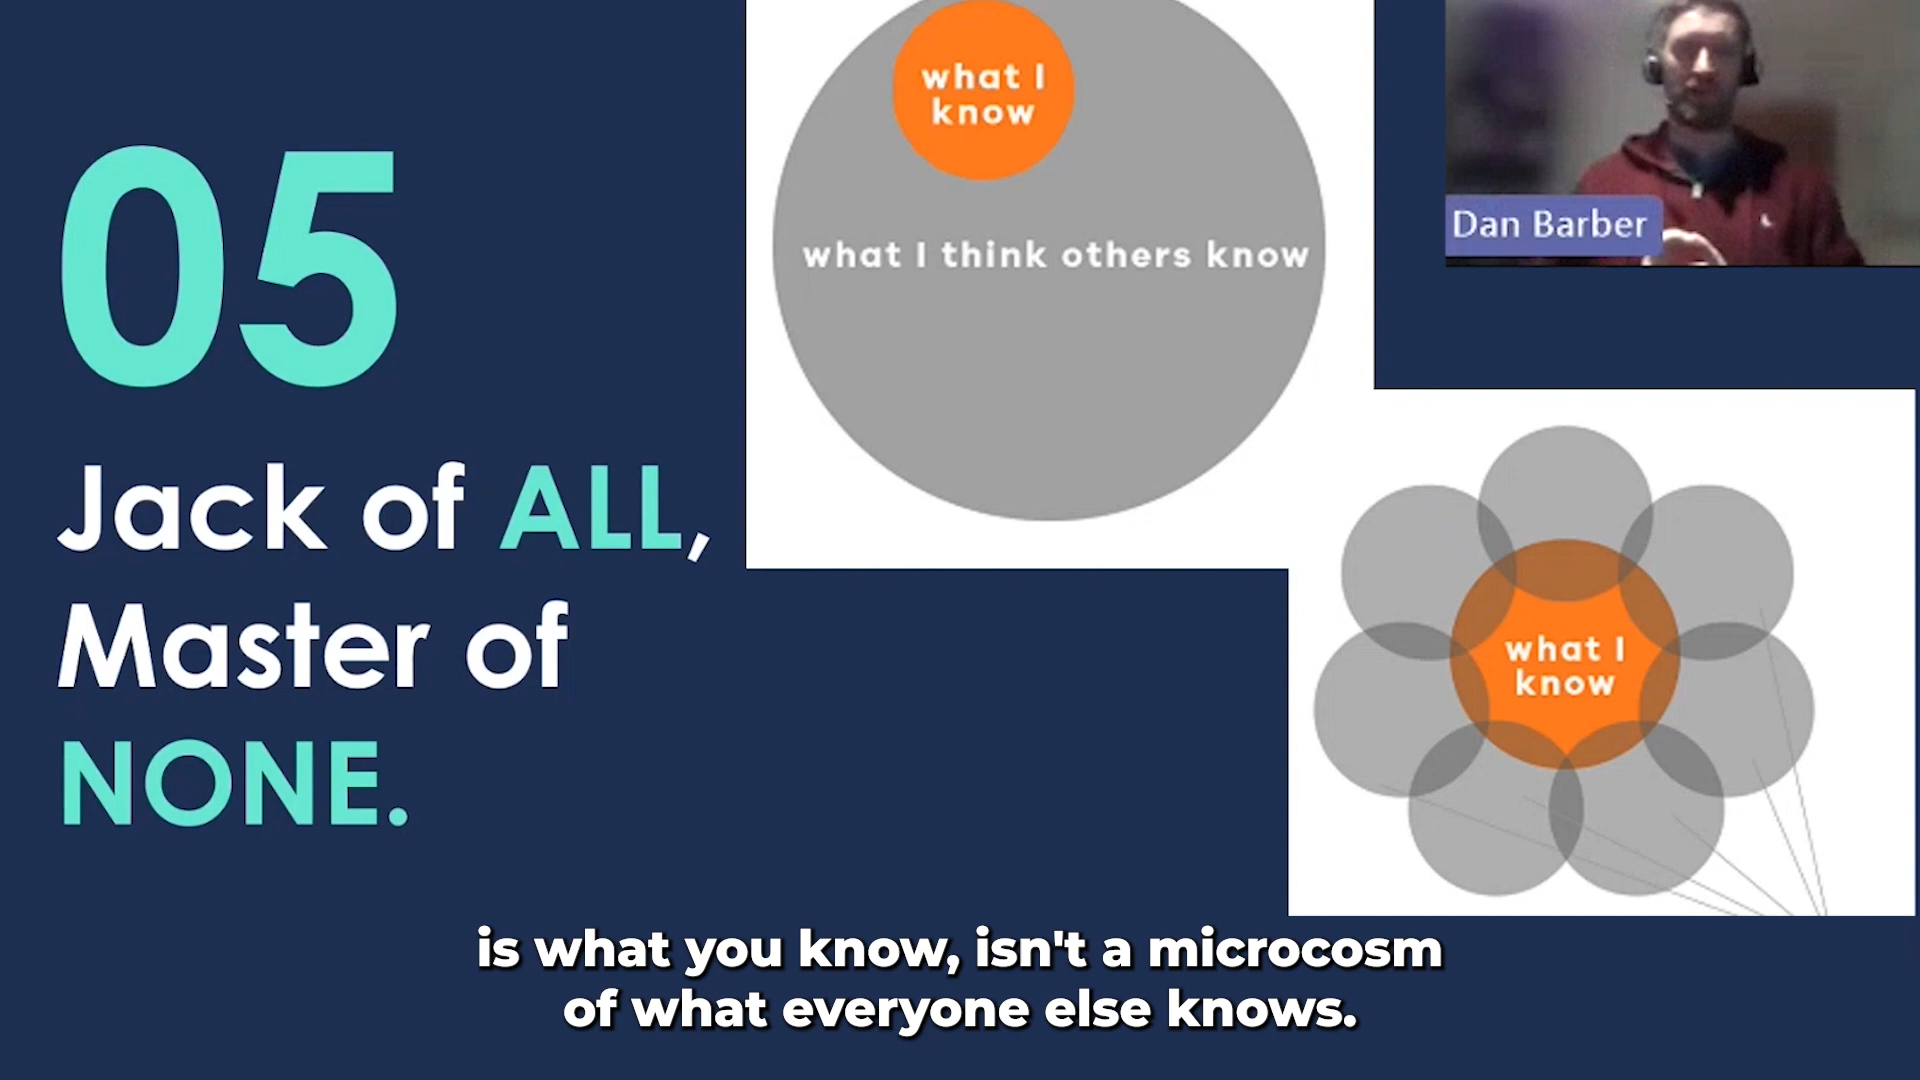 05
Jack of ALL,
Master of
NONE.
what I
know
what I think others know
Dan Barber
what I
know
is what you know, isn't a microcosm
of what everyone else knows.